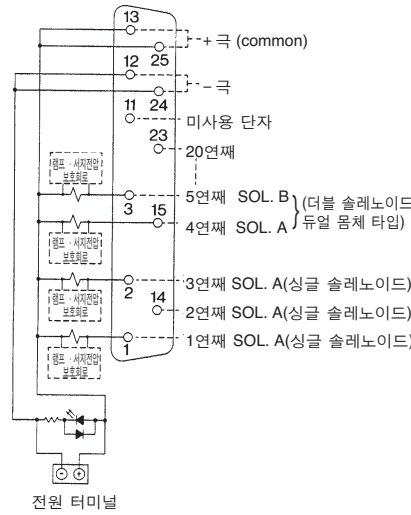 13
+ 극 (common)
12 25
− 극
11 24
미사용 단자
23
20연째
램프 · 서지전압
보호회로
5연째 SOL. B
(더블 솔레노이드
듀얼 몸체 타입)
3 15
4연째 SOL. A
램프 · 서지전압
보호회로
3연째 SOL. A(싱글 솔레노이드)
2 14
램프 · 서지전압
보호회로
2연째 SOL. A(싱글 솔레노이드)
1연째 SOL. A(싱글 솔레노이드)
1
램프 · 서지전압
보호회로
− +
전원 터미널